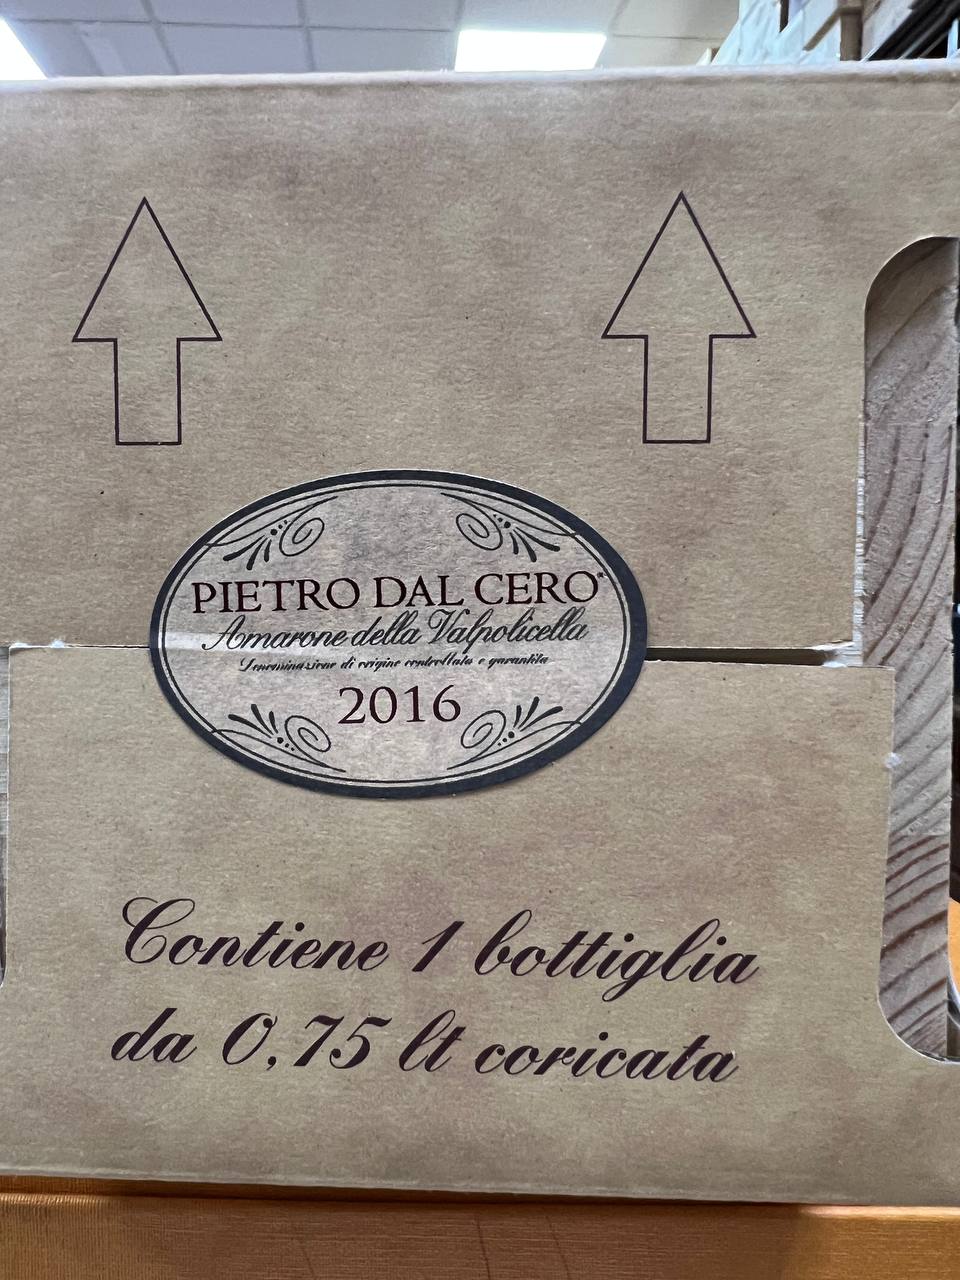 PIETRO DAL CERO
Amarone della Valpolicella
Denominazione di origine controllata e garantita
2016
Contiene 1 bottiglia
da 0,75 lt coricata